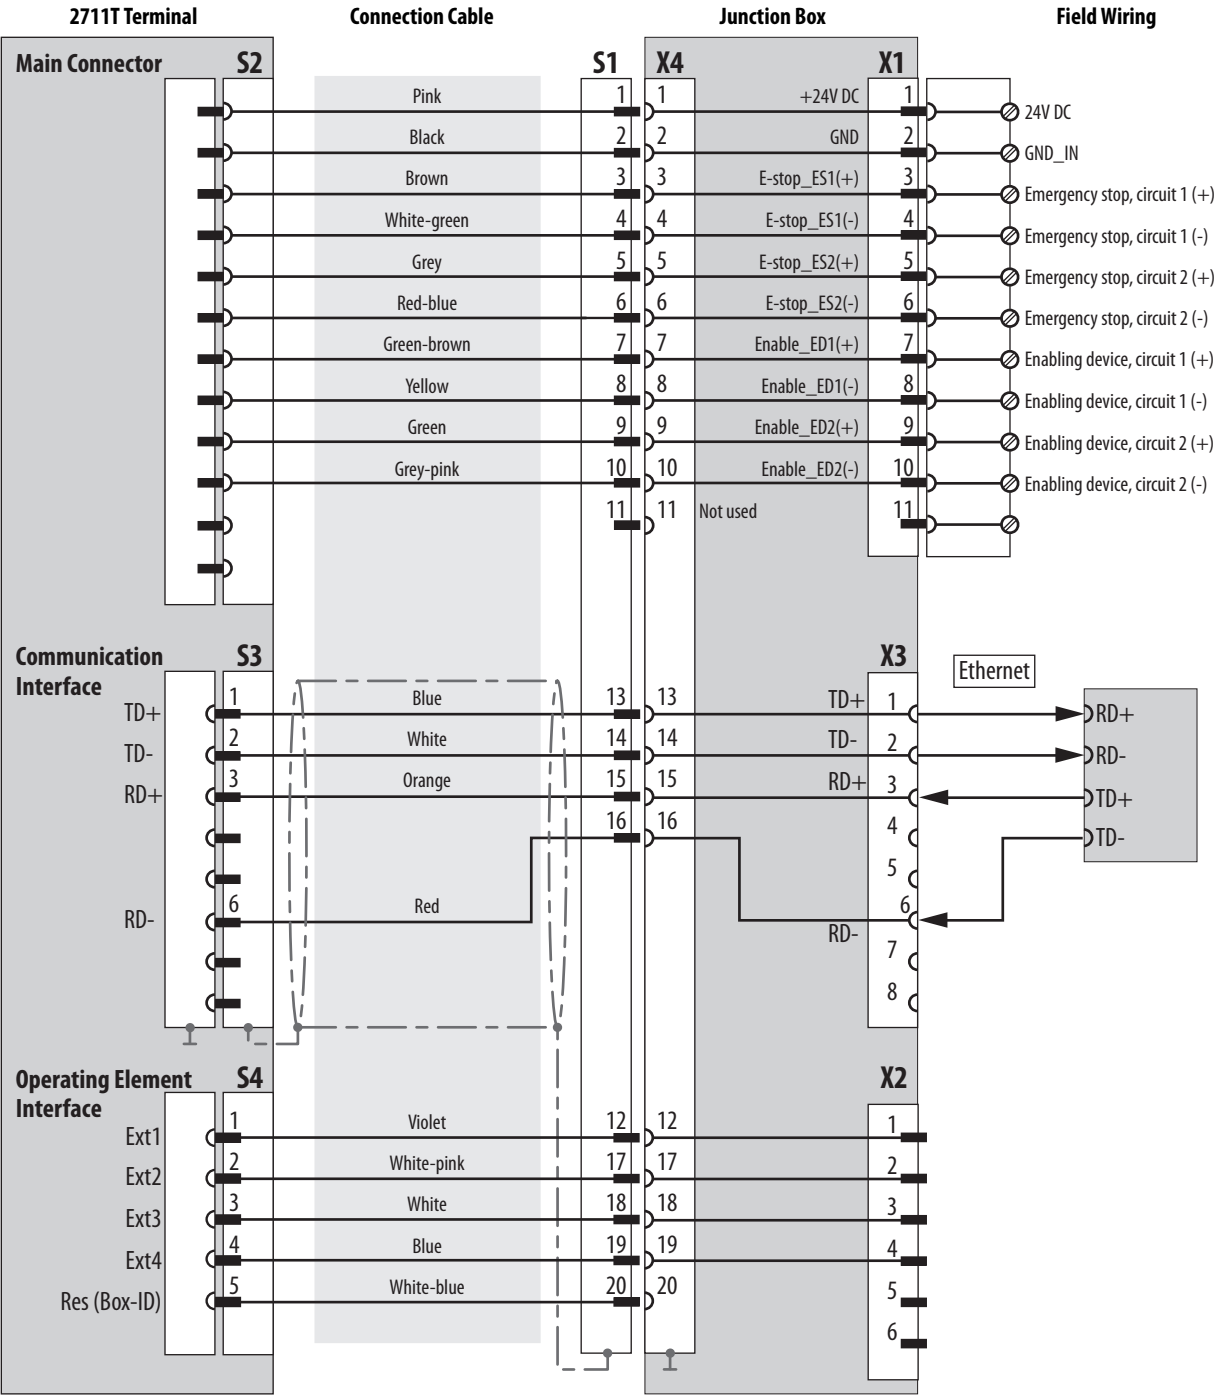 2711T Terminal Connection Cable Junction Box Field Wiring
Main Connector S2 S1 X4 X1
Pink 1 1 +24V DC 1 24V DC
Black 2 2 GND 2 GND_IN
Brown 3 3 E-stop_ES1(+) 3 Emergency stop, circuit 1 (+)
White-green 4 4 E-stop_ES1(-) 4 Emergency stop, circuit 1 (-)
Grey 5 5 E-stop_ES2(+) 5 Emergency stop, circuit 2 (+)
Red-blue 6 6 E-stop_ES2(-) 6 Emergency stop, circuit 2 (-)
Green-brown 7 7 Enable_ED1(+) 7 Enabling device, circuit 1 (+)
Yellow 8 8 Enable_ED1(-) 8 Enabling device, circuit 1 (-)
Green 9 9 Enable_ED2(+) 9 Enabling device, circuit 2 (+)
Grey-pink 10 10 Enable_ED2(-) 10 Enabling device, circuit 2 (-)
11 11 Not used 11
Communication S3 X3 Ethernet
Interface
TD+ 1 Blue 13 13 TD+ 1 RD+
TD- 2 White 14 14 TD- 2 RD-
RD+ 3 Orange 15 15 RD+ 3 TD+
16 16 4 TD-
5
RD- 6 Red RD- 6
7
8
Operating Element S4 X2
Interface
Ext1 1 Violet 12 12 1
Ext2 2 White-pink 17 17 2
Ext3 3 White 18 18 3
Ext4 4 Blue 19 19 4
Res (Box-ID) 5 White-blue 20 20 5
6